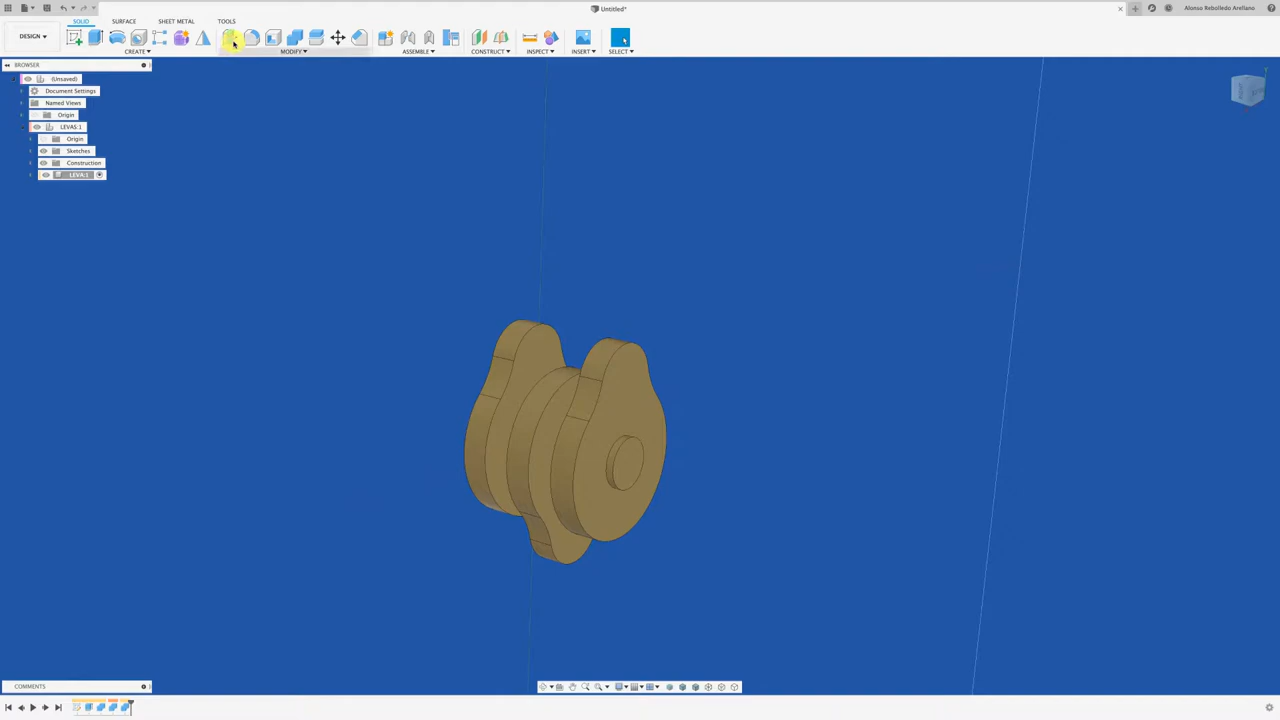 Untitled*
Alonso Rebolledo Arellano
SOLID SURFACE SHEET METAL TOOLS
DESIGN
CREATE MODIFY ASSEMBLE CONSTRUCT INSPECT INSERT SELECT
BROWSER
(Unsaved)
Document Settings
Named Views
Origin
LEVAS:1
Origin
Sketches
Construction
LEVA:1
COMMENTS